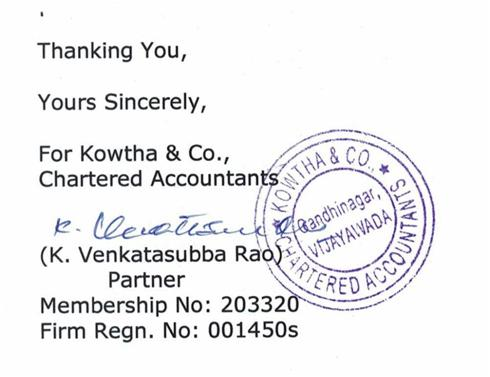 Thanking You,
Yours Sincerely,
For Kowtha & Co.,
Chartered Accountants
(K. Venkatasubba Rao)
Partner
Membership No: 203320
Firm Regn. No: 001450s
★ KOWTHA & CO., ★
CHARTERED ACCOUNTANTS
Gandhinagar,
VIJAYAWADA